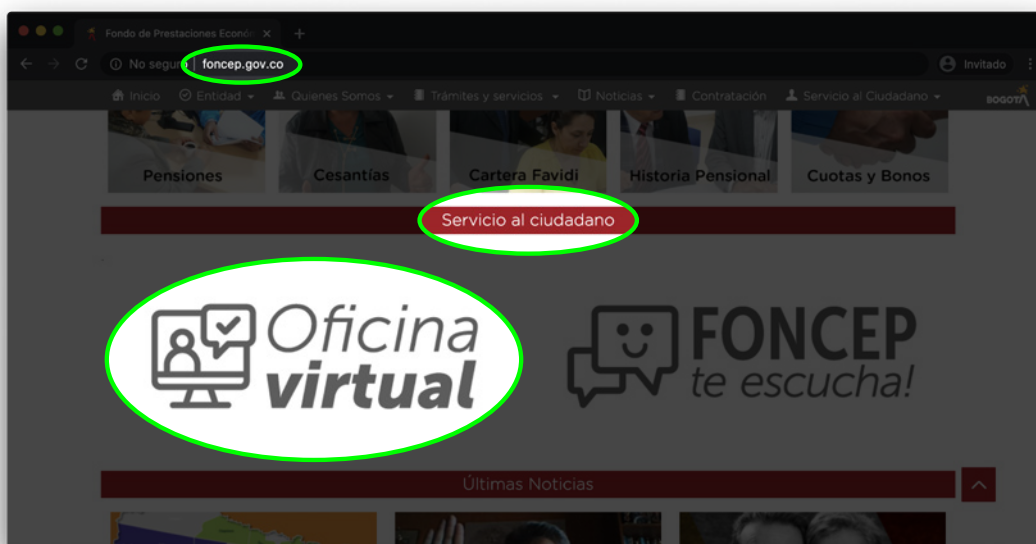 Fondo de Prestaciones Econó
No seguro | foncep.gov.co
Invitado
Inicio Entidad Quienes Somos Trámites y servicios Noticias Contratación Servicio al Ciudadano BOGOTÁ
Pensiones Cesantías Cartera Favidi Historia Pensional Cuotas y Bonos
Servicio al ciudadano
Oficina
virtual
FONCEP
te escucha!
Últimas Noticias